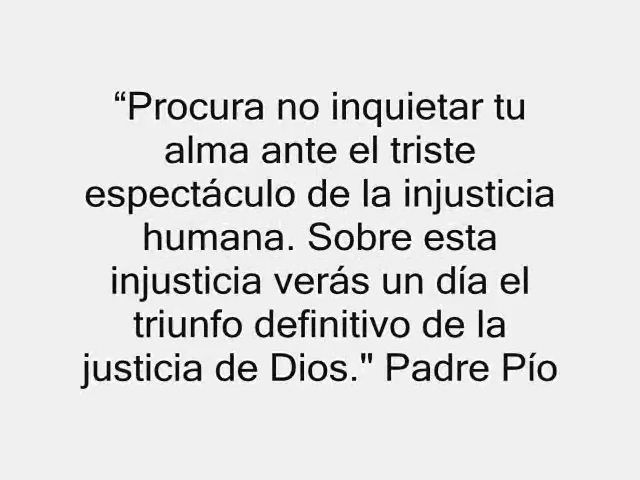 “Procura no inquietar tu
alma ante el triste
espectáculo de la injusticia
humana. Sobre esta
injusticia verás un día el
triunfo definitivo de la
justicia de Dios." Padre Pío